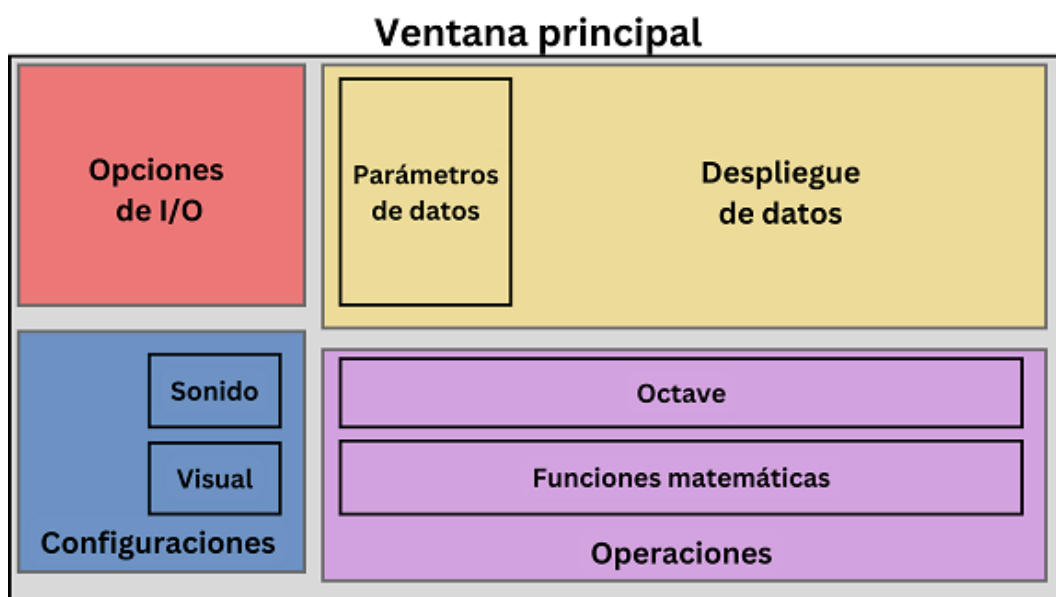 Ventana principal
Opciones
de I/O
Parámetros
de datos
Despliegue
de datos
Sonido
Visual
Configuraciones
Octave
Funciones matemáticas
Operaciones